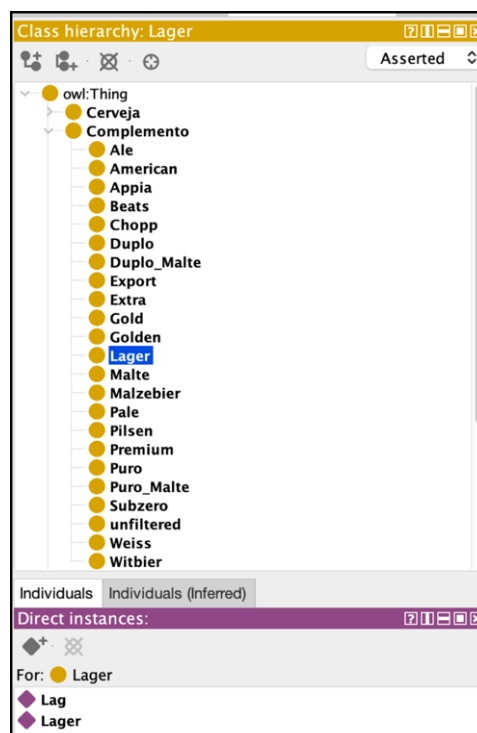 Class hierarchy: Lager
Asserted
owl:Thing
Cerveja
Complemento
Ale
American
Appia
Beats
Chopp
Duplo
Duplo_Malte
Export
Extra
Gold
Golden
Lager
Malte
Malzebier
Pale
Pilsen
Premium
Puro
Puro_Malte
Subzero
unfiltered
Weiss
Witbier
Individuals Individuals (Inferred)
Direct instances:
For: Lager
Lag
Lager